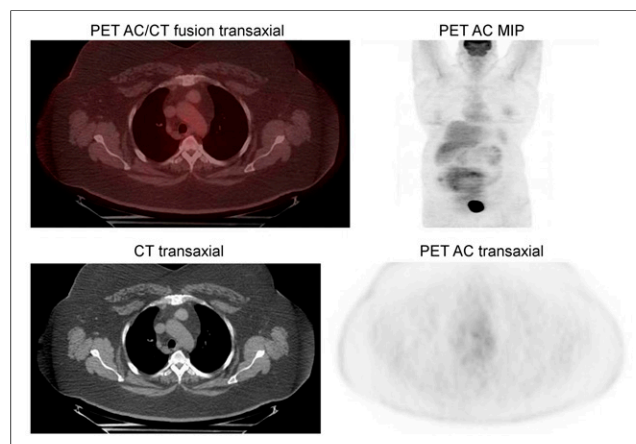 PET AC/CT fusion transaxial
PET AC MIP
CT transaxial
PET AC transaxial